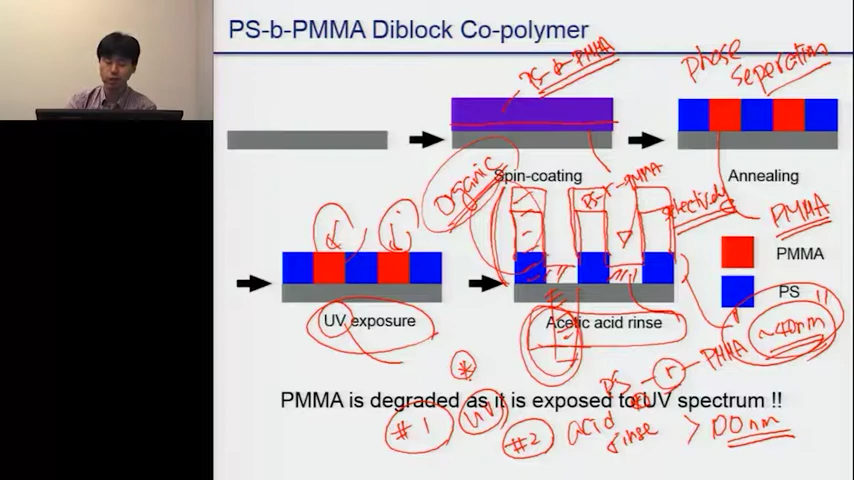 PS-b-PMMA Diblock Co-polymer
PS-b-PMMA
phase
seperation
Spin-coating
Annealing
organic
PS-r-PMMA
selectively
PMMA
PMMA
PS
UV exposure
Acetic acid rinse
~40nm
PS-r-PMMA
PMMA is degraded as it is exposed to UV spectrum !!
#1 UV
#2 acid
rinse > 100nm